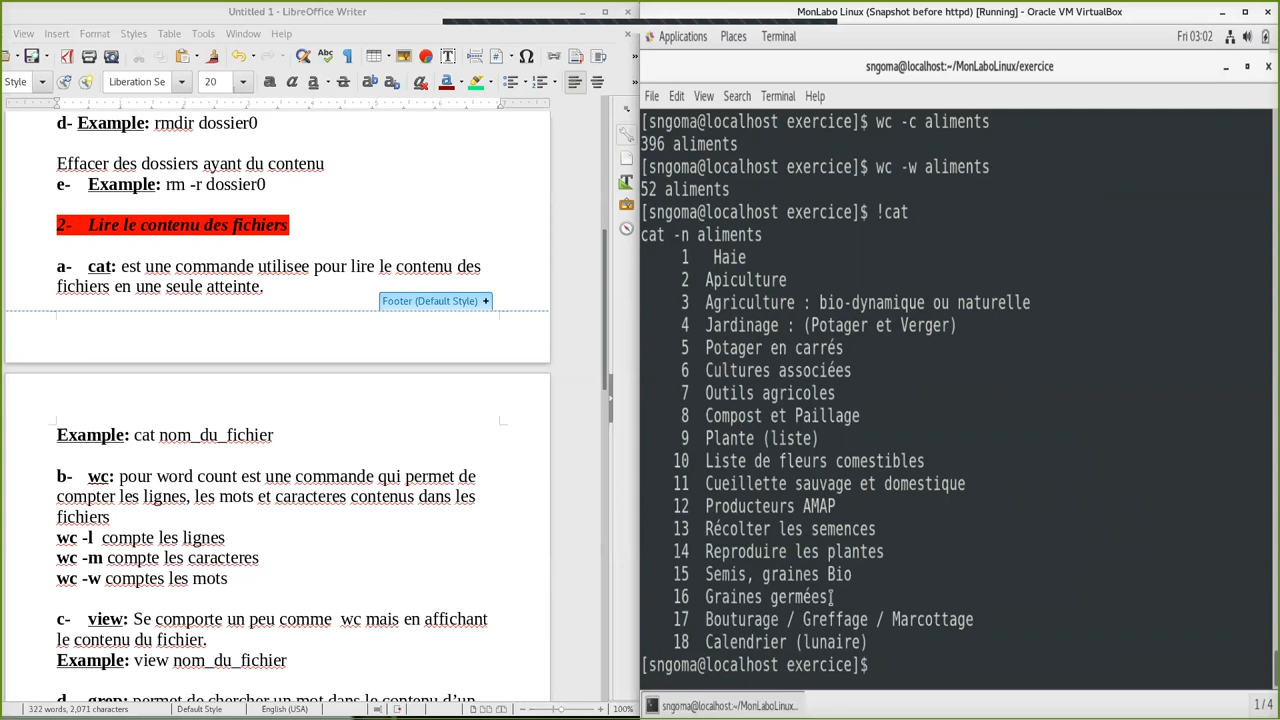 Untitled 1 - LibreOffice Writer
View Insert Format Styles Table Tools Window Help
Style Liberation Se 20
d- Example: rmdir dossier0
Effacer des dossiers ayant du contenu
e- Example: rm -r dossier0
2- Lire le contenu des fichiers
a- cat: est une commande utilisee pour lire le contenu des
fichiers en une seule atteinte.
Footer (Default Style) +
Example: cat nom_du_fichier
b- wc: pour word count est une commande qui permet de
compter les lignes, les mots et caracteres contenus dans les
fichiers
wc -l compte les lignes
wc -m compte les caracteres
wc -w comptes les mots
c- view: Se comporte un peu comme wc mais en affichant
le contenu du fichier.
Example: view nom_du_fichier
d- grep: permet de chercher un mot dans le contenu d'un
322 words, 2,071 characters Default Style English (USA) 100%
MonLabo Linux (Snapshot before httpd) [Running] - Oracle VM VirtualBox
Applications Places Terminal Fri 03:02
sngoma@localhost:~/MonLaboLinux/exercice
File Edit View Search Terminal Help
[sngoma@localhost exercice]$ wc -c aliments
396 aliments
[sngoma@localhost exercice]$ wc -w aliments
52 aliments
[sngoma@localhost exercice]$ !cat
cat -n aliments
1 Haie
2 Apiculture
3 Agriculture : bio-dynamique ou naturelle
4 Jardinage : (Potager et Verger)
5 Potager en carrés
6 Cultures associées
7 Outils agricoles
8 Compost et Paillage
9 Plante (liste)
10 Liste de fleurs comestibles
11 Cueillette sauvage et domestique
12 Producteurs AMAP
13 Récolter les semences
14 Reproduire les plantes
15 Semis, graines Bio
16 Graines germées
17 Bouturage / Greffage / Marcottage
18 Calendrier (lunaire)
[sngoma@localhost exercice]$
sngoma@localhost:~/MonLaboLinux... 1 / 4